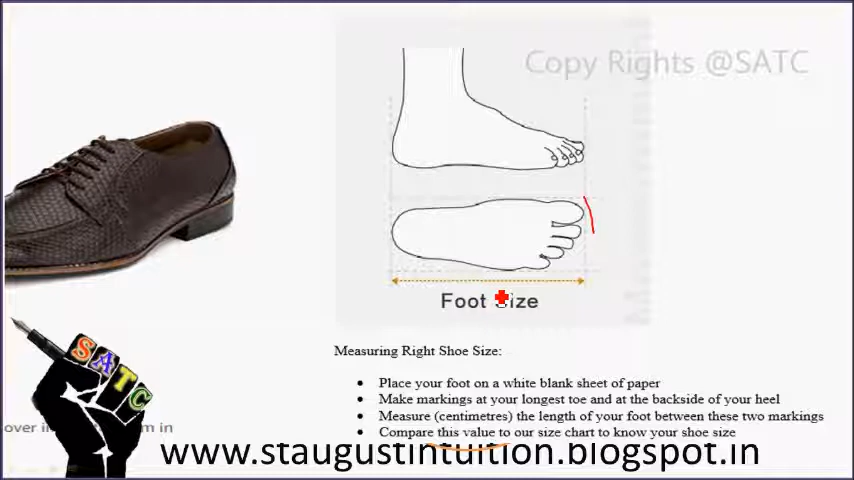 Copy Rights @SATC
Foot Size
Measuring Right Shoe Size:
Place your foot on a white blank sheet of paper
Make markings at your longest toe and at the backside of your heel
Measure (centimetres) the length of your foot between these two markings
Compare this value to our size chart to know your shoe size
SATC
over in
m in
www.staugustintuition.blogspot.in